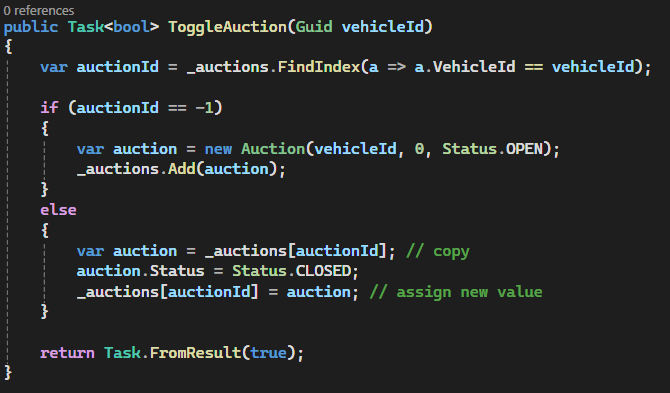 0 references
public Task<bool> ToggleAuction(Guid vehicleId)
{
    var auctionId = _auctions.FindIndex(a => a.VehicleId == vehicleId);

    if (auctionId == -1)
    {
        var auction = new Auction(vehicleId, 0, Status.OPEN);
        _auctions.Add(auction);
    }
    else
    {
        var auction = _auctions[auctionId]; // copy
        auction.Status = Status.CLOSED;
        _auctions[auctionId] = auction; // assign new value
    }

    return Task.FromResult(true);
}